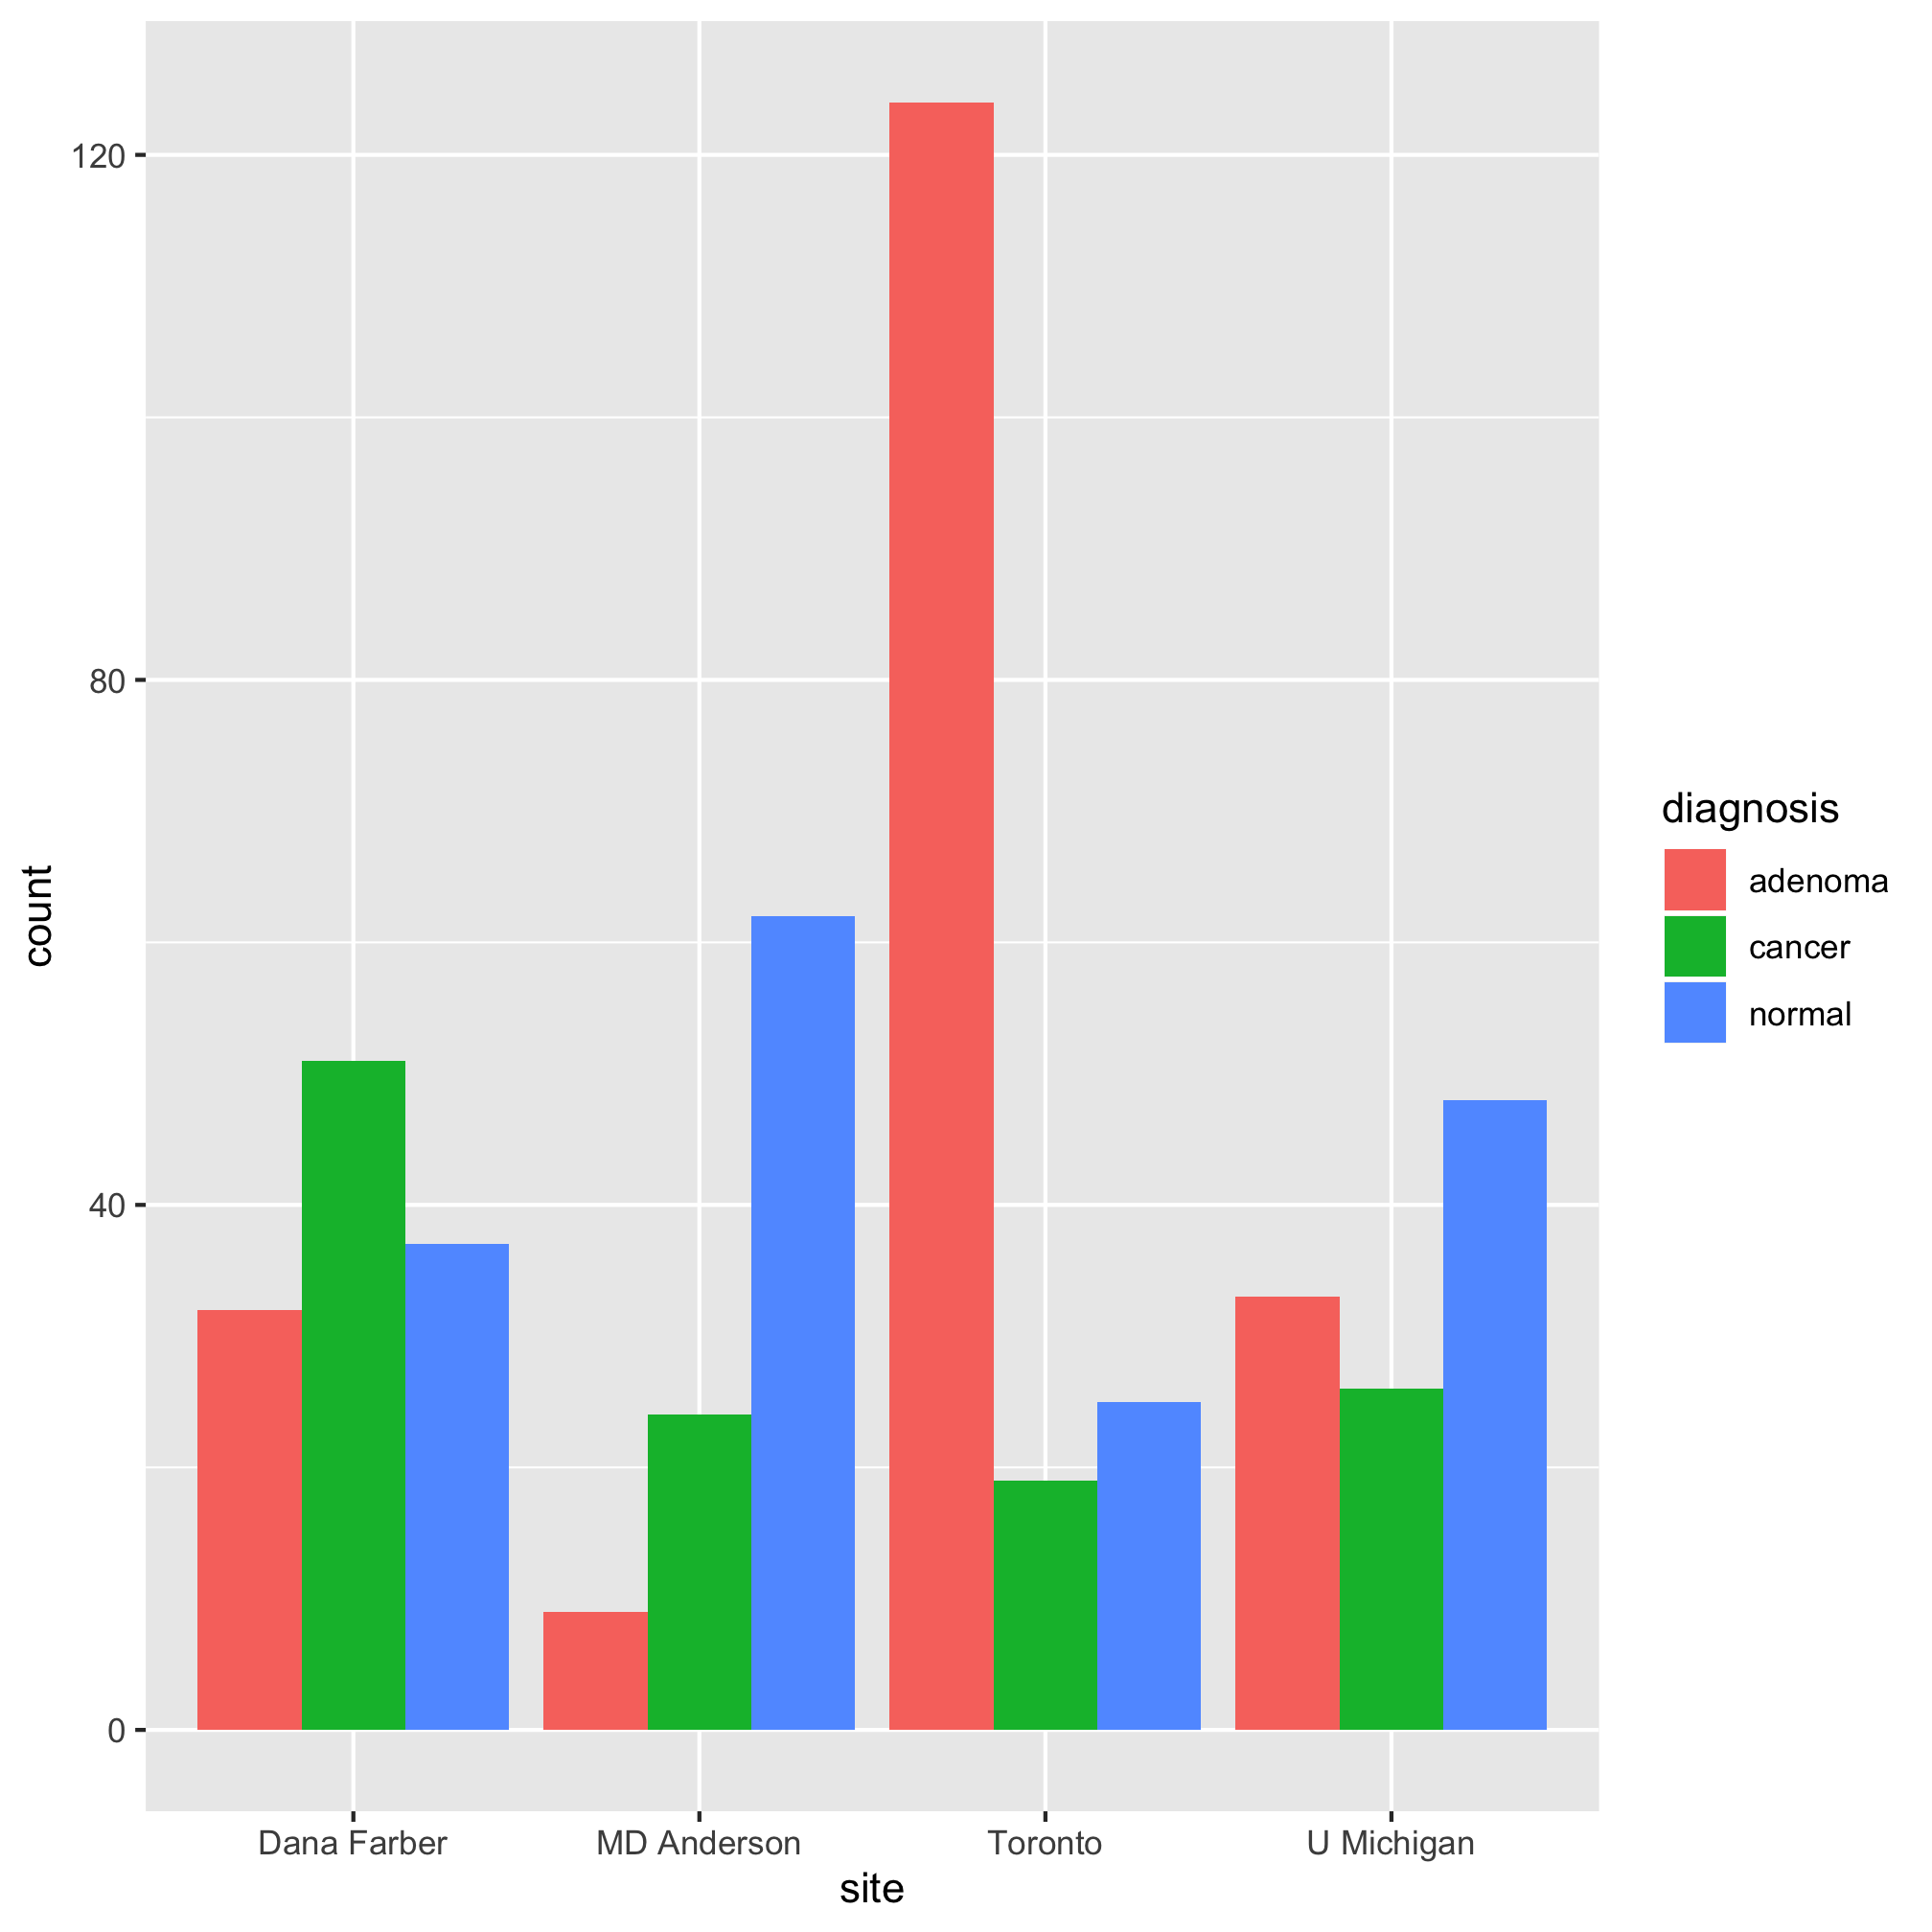 count
120
80
40
0
Dana Farber
MD Anderson
Toronto
U Michigan
site
diagnosis
adenoma
cancer
normal